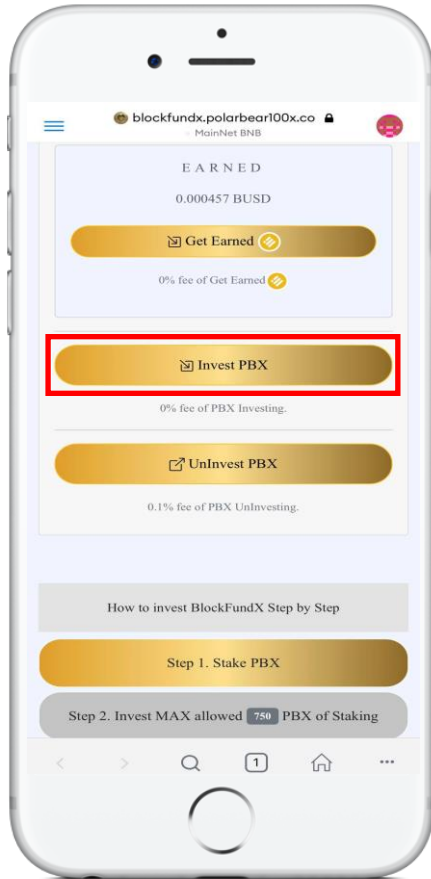 blockfundx.polarbear100x.co
MainNet BNB
EARNED
0.000457 BUSD
Get Earned
0% fee of Get Earned
Invest PBX
0% fee of PBX Investing.
UnInvest PBX
0.1% fee of PBX UnInvesting.
How to invest BlockFundX Step by Step
Step 1. Stake PBX
Step 2. Invest MAX allowed 750 PBX of Staking
1